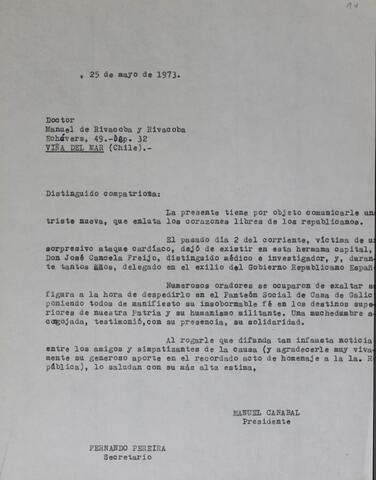 , 25 de mayo de 1973.
Doctor
Manuel de Rivacoba y Rivacoba
Echévers, 49.- 32
VIÑA DEL MAR (Chile).-
Distinguido compatriota:
La presente tiene por objeto comunicarle una
triste nueva, que enluta los corazones libres de los republicanos.
El pasado día 2 del corriente, víctima de u
sorpresivo ataque cardíaco, dejó de existir en esta hermana capital,
Don José Cancela Freijo, distinguido médico e investigador, y, duran-
te tantos años, delegado en el exilio del Gobierno Republicano Españ
Numerosos oradores se ocuparon de exaltar s
figura a la hora de despedirlo en el Panteón Social de Casa de Galic
poniendo todos de manifiesto su insobornable fé en los destinos supe-
riores de nuestra Patria y su humanismo militante. Una muchedumbre a-
congojada, testimonió,con su presencia, su solidaridad.
Al rogarle que difunda tan infausta noticia
entre los amigos y simpatizantes de la causa (y agradecerle muy viva-
mente su generoso aporte en el recordado acto de homenaje a la la. R
pública), lo saludan con su más alta estima,
MANUEL CANABAL
Presidente
FERNANDO PEREIRA
Secretario